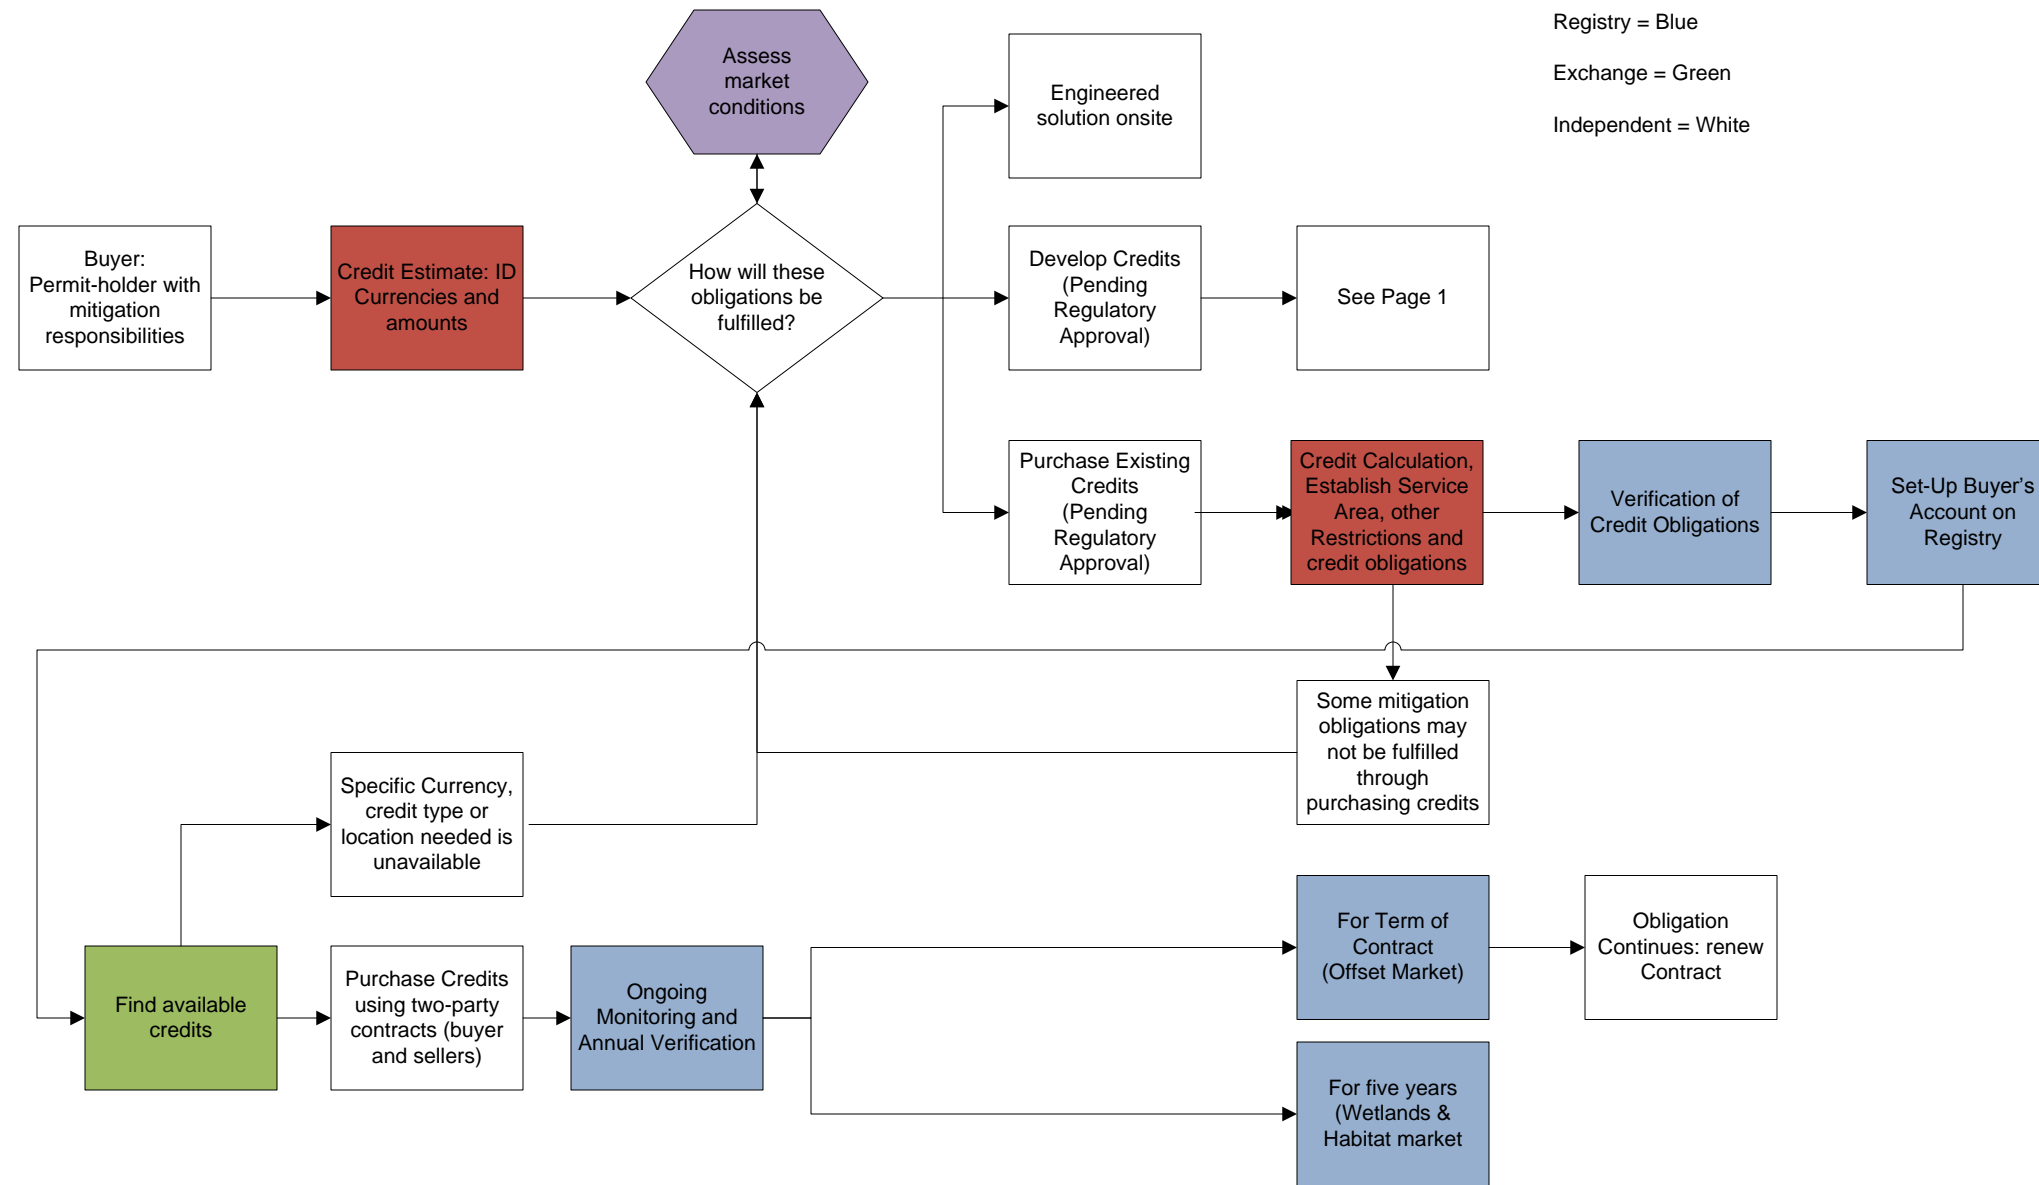 Registry = Blue
Exchange = Green
Independent = White
Assess
market
conditions
Engineered
solution onsite
Buyer:
Permit-holder with
mitigation
responsibilities
Credit Estimate: ID
Currencies and
amounts
How will these
obligations be
fulfilled?
Develop Credits
(Pending
Regulatory
Approval)
See Page 1
Purchase Existing
Credits
(Pending
Regulatory
Approval)
Credit Calculation,
Establish Service
Area, other
Restrictions and
credit obligations
Verification of
Credit Obligations
Set-Up Buyer’s
Account on
Registry
Some mitigation
obligations may
not be fulfilled
through
purchasing credits
Specific Currency,
credit type or
location needed is
unavailable
Find available
credits
Purchase Credits
using two-party
contracts (buyer
and sellers)
Ongoing
Monitoring and
Annual Verification
For Term of
Contract
(Offset Market)
Obligation
Continues: renew
Contract
For five years
(Wetlands &
Habitat market